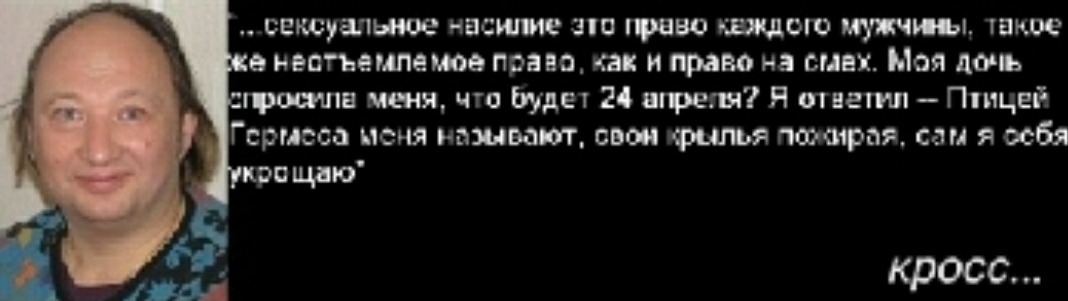 "...сексуальное насилие это право каждого мужчины, такое
же неотъемлемое право, как и право на смех. Моя дочь
спросила меня, что будет 24 апреля? Я ответил -- Птицей
Гермеса меня называют, свои крылья пожирая, сам я себя
укрощаю"
кросс...